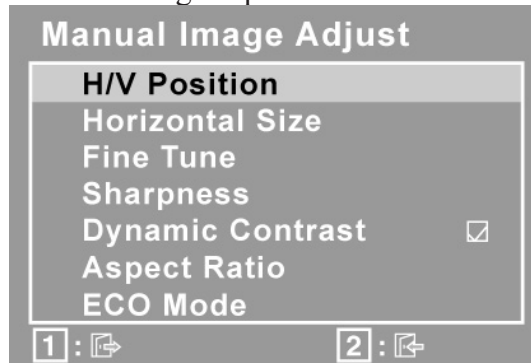 Manual Image Adjust
H/V Position
Horizontal Size
Fine Tune
Sharpness
Dynamic Contrast
Aspect Ratio
ECO Mode
1: 2: